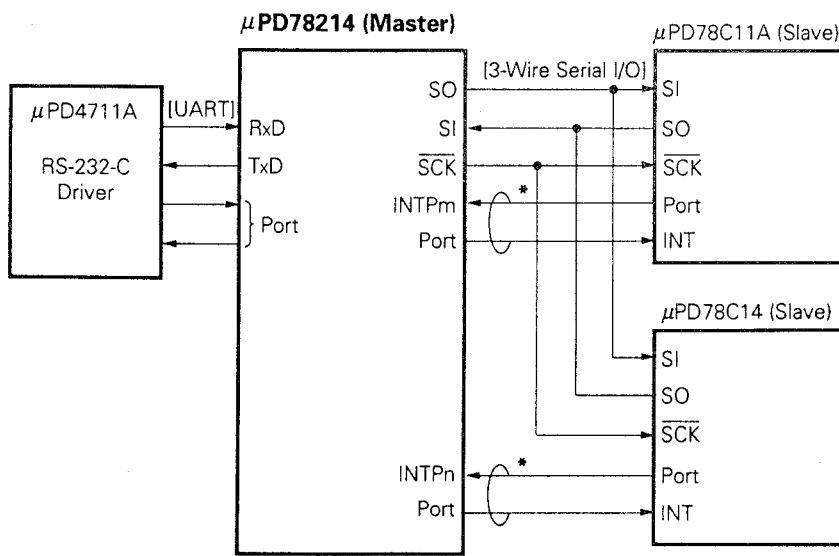 μPD78214 (Master)
μPD78C11A (Slave)
[3-Wire Serial I/O]
μPD4711A
RS-232-C
Driver
[UART]
RxD
TxD
Port
SO
SI
SCK
INTPm
Port
*
SI
SO
SCK
Port
INT
μPD78C14 (Slave)
SI
SO
SCK
Port
INT
INTPn
Port
*